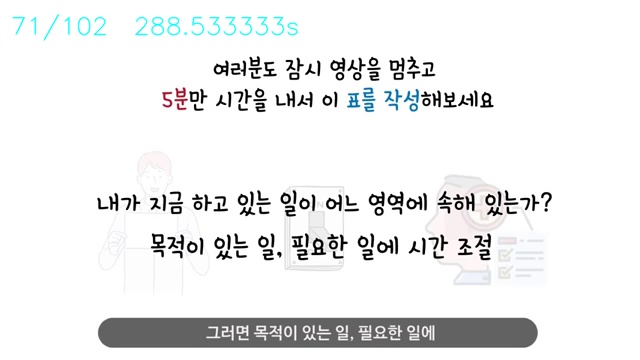 71/102 288.533333s
여러분도 잠시 영상을 멈추고
5분만 시간을 내서 이 표를 작성해보세요
내가 지금 하고 있는 일이 어느 영역에 속해 있는가?
목적이 있는 일, 필요한 일에 시간 조절
그러면 목적이 있는 일, 필요한 일에